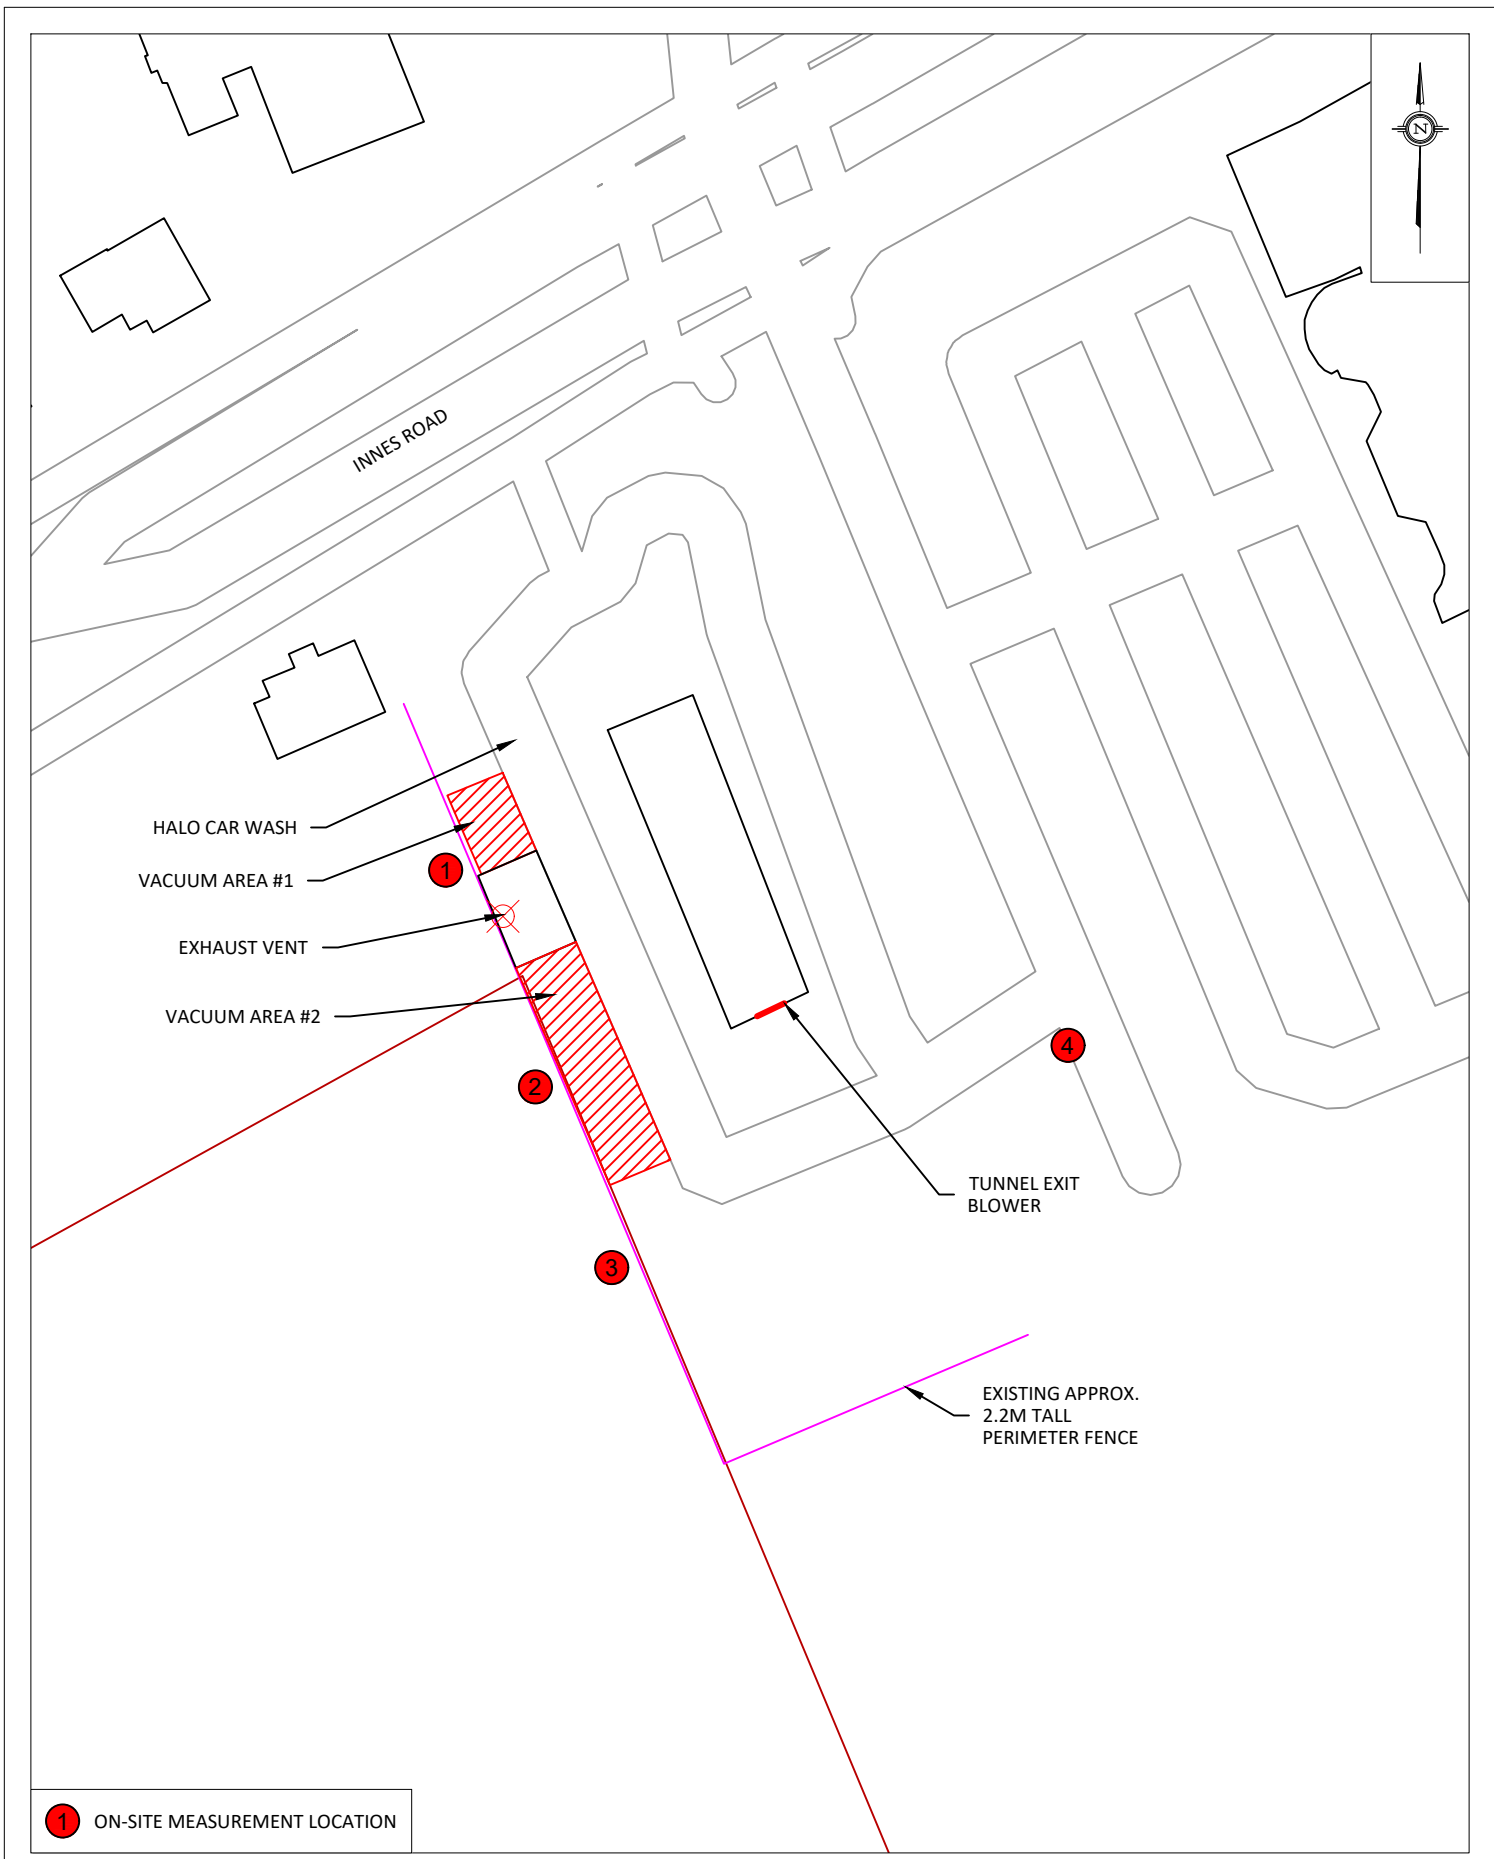 N
INNES ROAD
HALO CAR WASH
VACUUM AREA #1
1
EXHAUST VENT
VACUUM AREA #2
2
4
TUNNEL EXIT
BLOWER
3
EXISTING APPROX.
2.2M TALL
PERIMETER FENCE
1 ON-SITE MEASUREMENT LOCATION